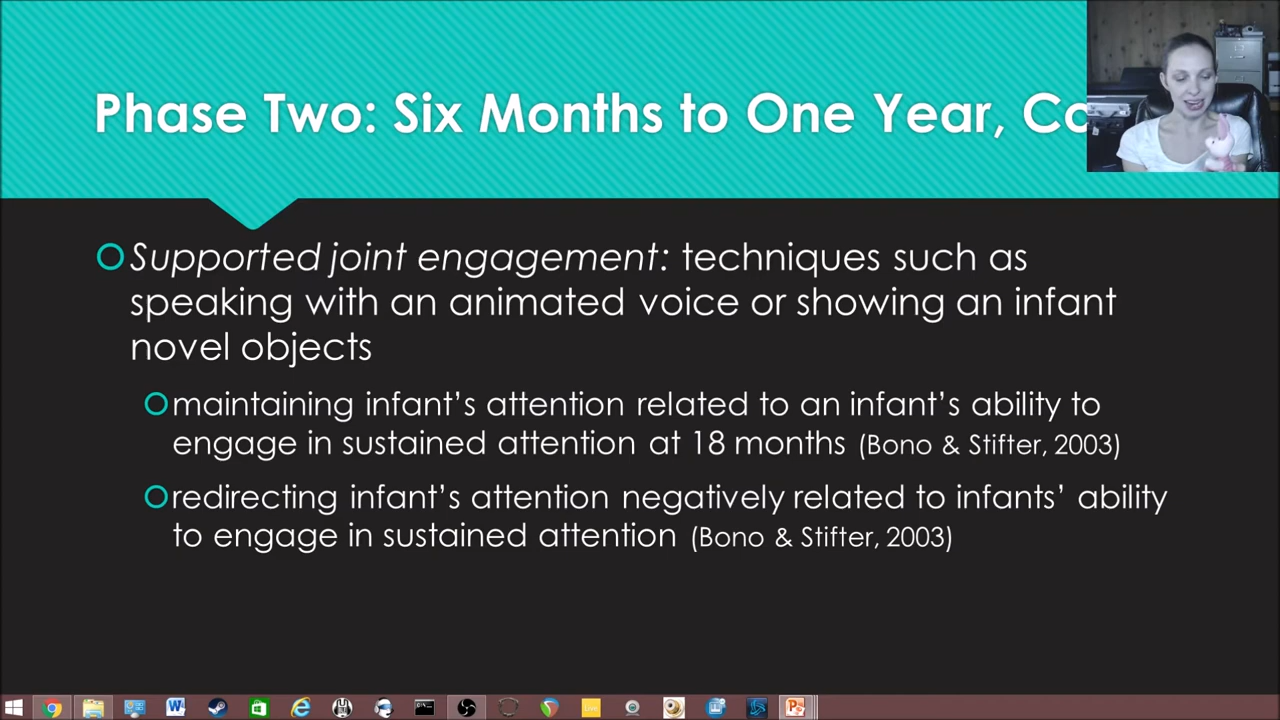 Phase Two: Six Months to One Year, Co
Supported joint engagement: techniques such as
speaking with an animated voice or showing an infant
novel objects
maintaining infant's attention related to an infant's ability to
engage in sustained attention at 18 months (Bono & Stifter, 2003)
redirecting infant's attention negatively related to infants' ability
to engage in sustained attention (Bono & Stifter, 2003)
Live